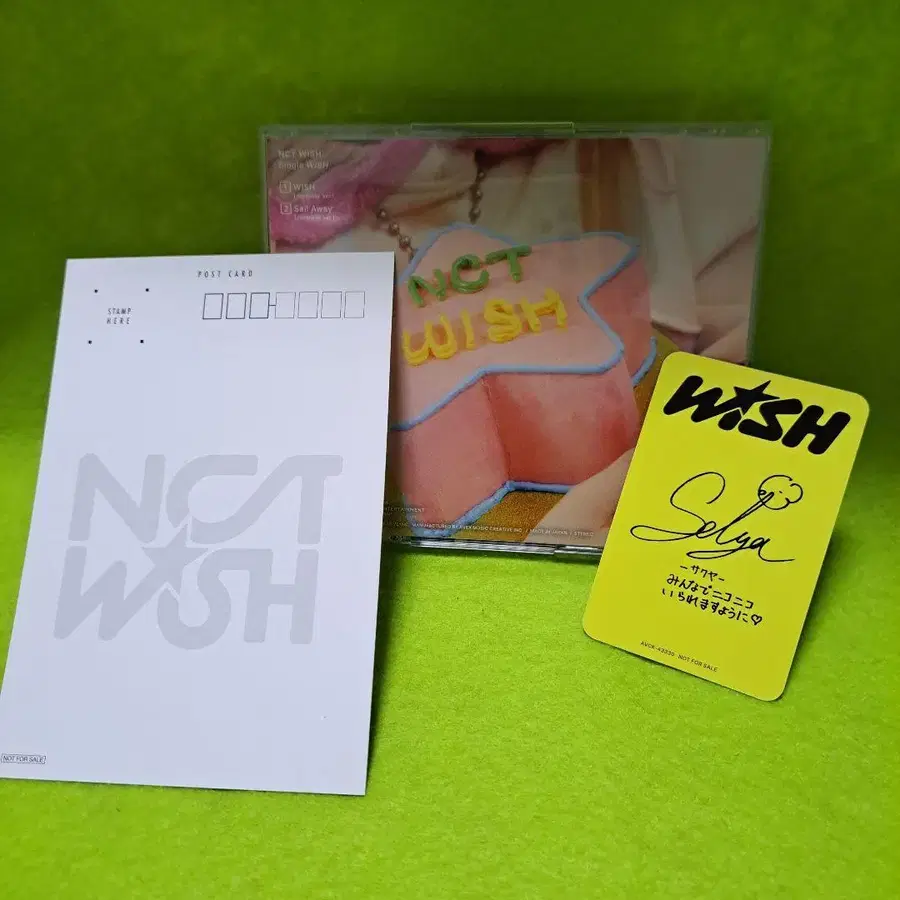 NCT WISH
Single WISH
1 WISH
2 Sail Away
NCT
WISH
POST CARD
STAMP
HERE
NCT
WISH
NOT FOR SALE
WISH
ーサクヤー
みんなでニコニコ
いられますように♡
NOT FOR SALE